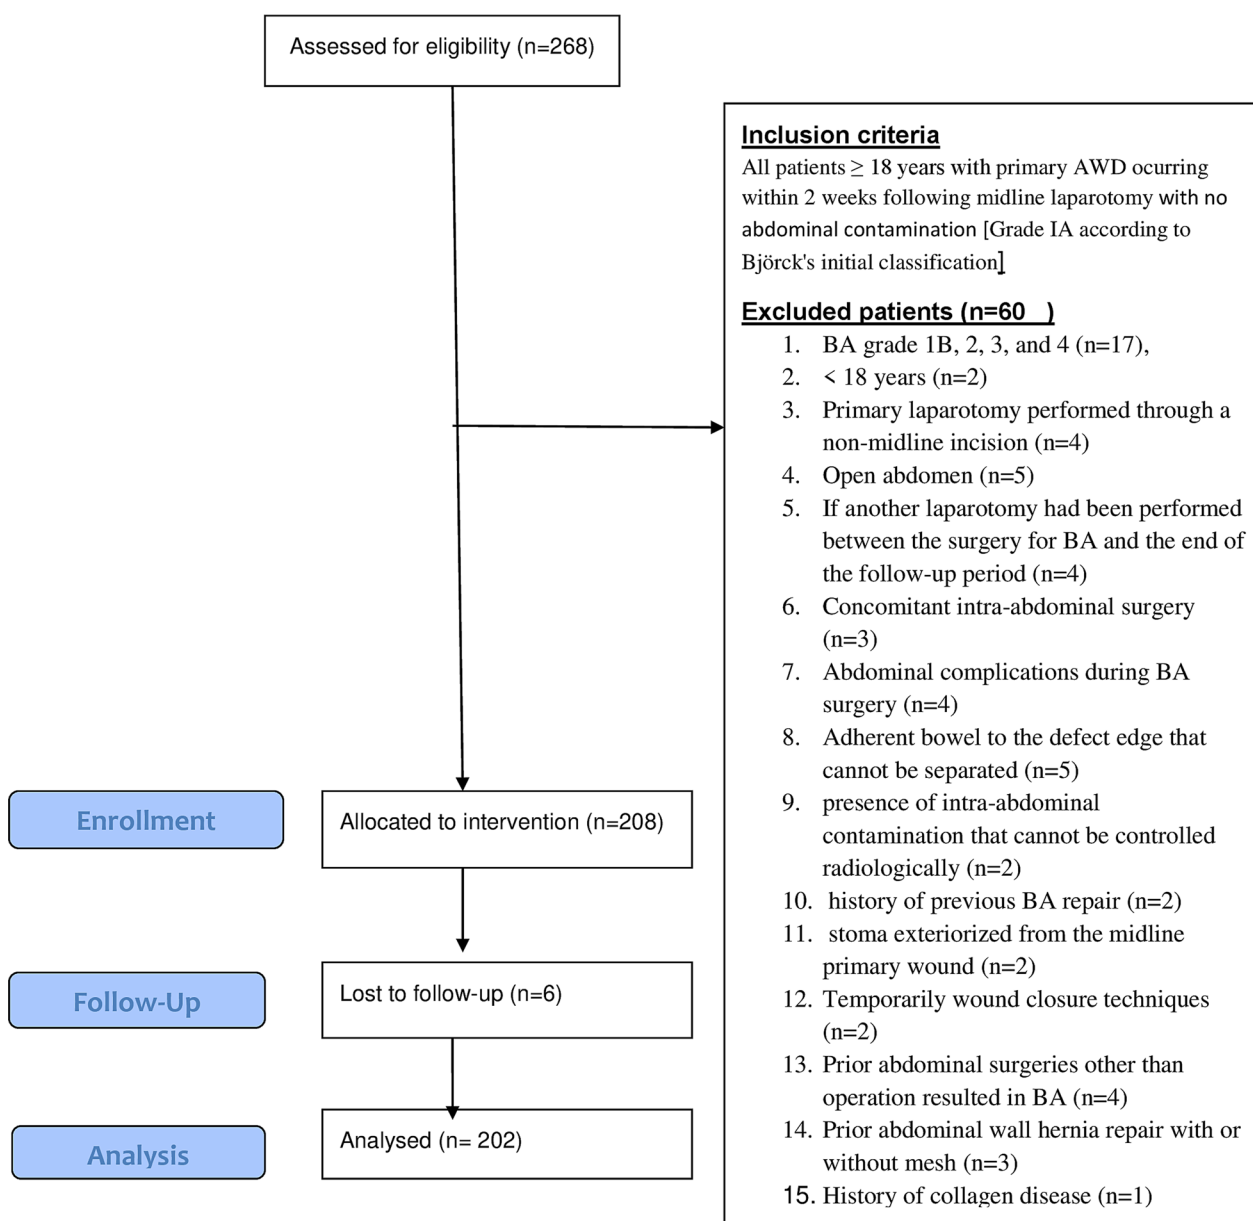 Assessed for eligibility (n=268)
Inclusion criteria
All patients ≥ 18 years with primary AWD ocurring
within 2 weeks following midline laparotomy with no
abdominal contamination [Grade IA according to
Björck's initial classification]
Excluded patients (n=60   )
1. BA grade 1B, 2, 3, and 4 (n=17),
2. < 18 years (n=2)
3. Primary laparotomy performed through a
non-midline incision (n=4)
4. Open abdomen (n=5)
5. If another laparotomy had been performed
between the surgery for BA and the end of
the follow-up period (n=4)
6. Concomitant intra-abdominal surgery
(n=3)
7. Abdominal complications during BA
surgery (n=4)
8. Adherent bowel to the defect edge that
cannot be separated (n=5)
9. presence of intra-abdominal
contamination that cannot be controlled
radiologically (n=2)
10. history of previous BA repair (n=2)
11. stoma exteriorized from the midline
primary wound (n=2)
12. Temporarily wound closure techniques
(n=2)
13. Prior abdominal surgeries other than
operation resulted in BA (n=4)
14. Prior abdominal wall hernia repair with or
without mesh (n=3)
15. History of collagen disease (n=1)
Enrollment
Allocated to intervention (n=208)
Follow-Up
Lost to follow-up (n=6)
Analysis
Analysed (n= 202)